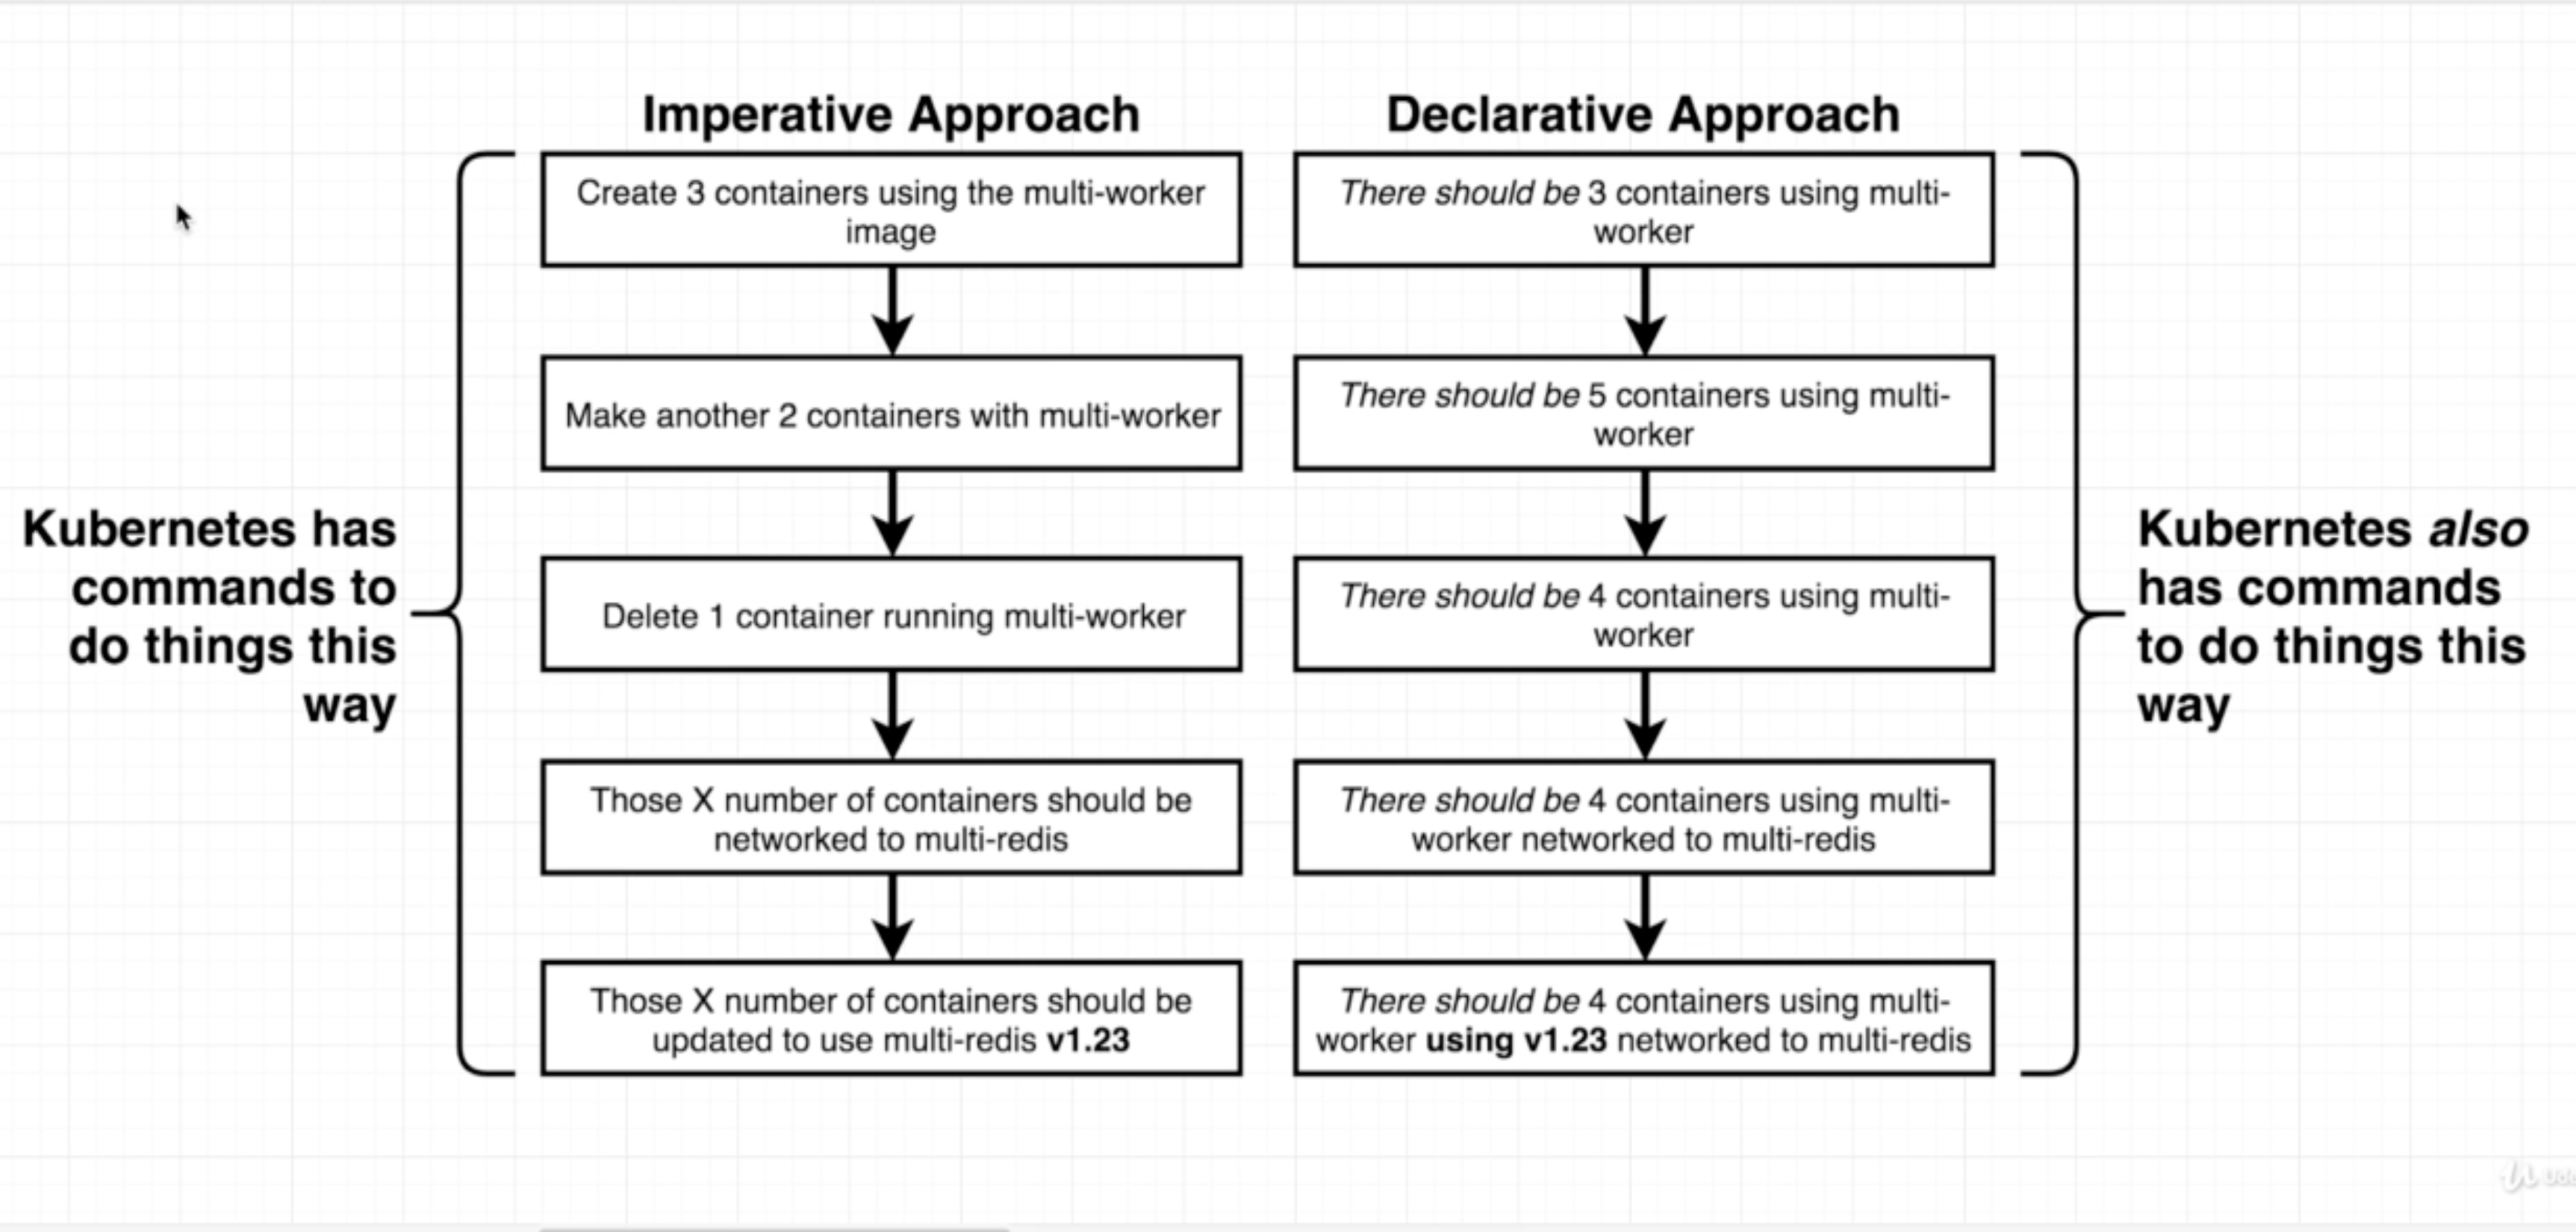 Imperative Approach
Declarative Approach
Kubernetes has
commands to
do things this
way
Create 3 containers using the multi-worker
image
Make another 2 containers with multi-worker
Delete 1 container running multi-worker
Those X number of containers should be
networked to multi-redis
Those X number of containers should be
updated to use multi-redis v1.23
There should be 3 containers using multi-
worker
There should be 5 containers using multi-
worker
There should be 4 containers using multi-
worker
There should be 4 containers using multi-
worker networked to multi-redis
There should be 4 containers using multi-
worker using v1.23 networked to multi-redis
Kubernetes also
has commands
to do things this
way